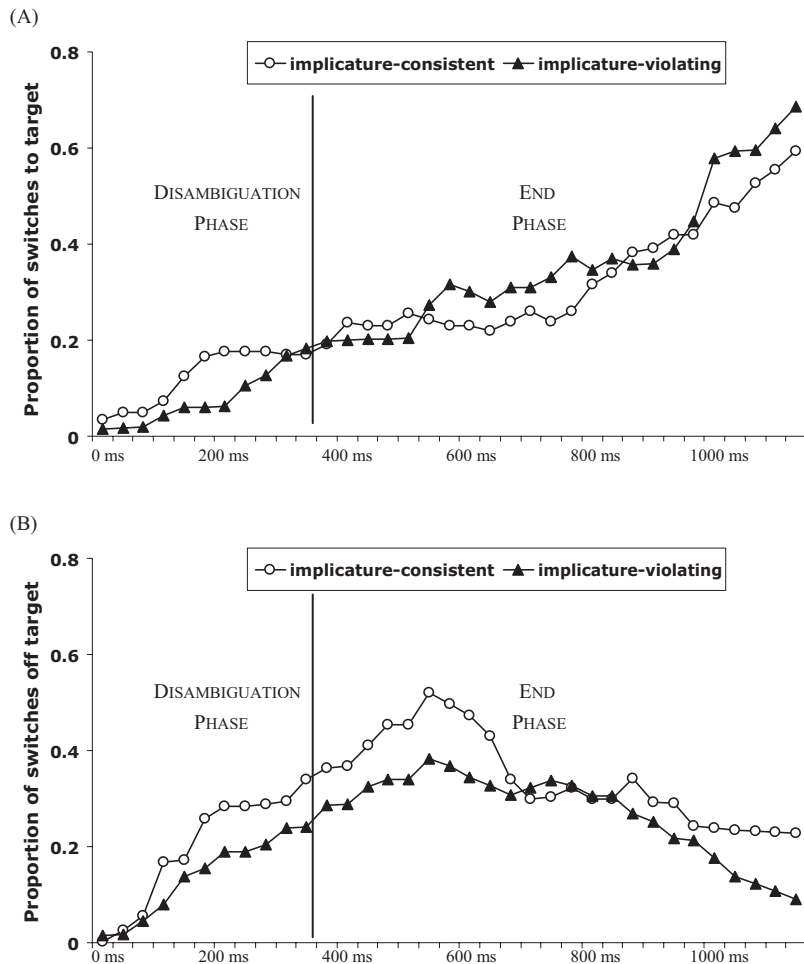 (A)
0.8
implicature-consistent implicature-violating
0.6
DISAMBIGUATION
PHASE
END
PHASE
0.4
0.2
0
Proportion of switches to target
0 ms 200 ms 400 ms 600 ms 800 ms 1000 ms
(B)
0.8
implicature-consistent implicature-violating
0.6
DISAMBIGUATION
PHASE
END
PHASE
0.4
0.2
0
Proportion of switches off target
0 ms 200 ms 400 ms 600 ms 800 ms 1000 ms